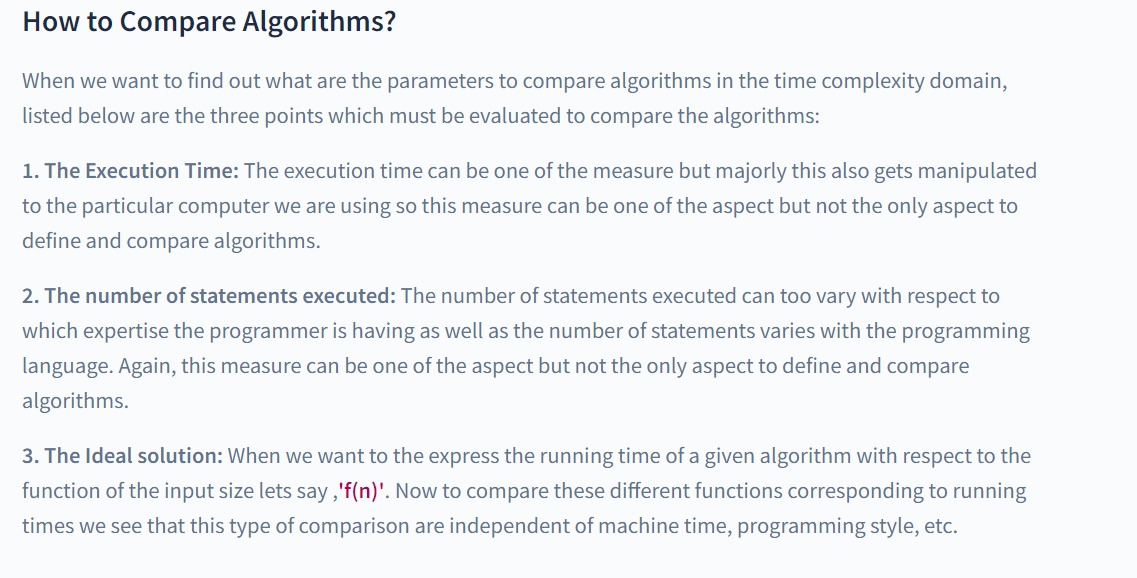 How to Compare Algorithms?
When we want to find out what are the parameters to compare algorithms in the time complexity domain,
listed below are the three points which must be evaluated to compare the algorithms:
1. The Execution Time: The execution time can be one of the measure but majorly this also gets manipulated
to the particular computer we are using so this measure can be one of the aspect but not the only aspect to
define and compare algorithms.
2. The number of statements executed: The number of statements executed can too vary with respect to
which expertise the programmer is having as well as the number of statements varies with the programming
language. Again, this measure can be one of the aspect but not the only aspect to define and compare
algorithms.
3. The Ideal solution: When we want to the express the running time of a given algorithm with respect to the
function of the input size lets say ,'f(n)'. Now to compare these different functions corresponding to running
times we see that this type of comparison are independent of machine time, programming style, etc.